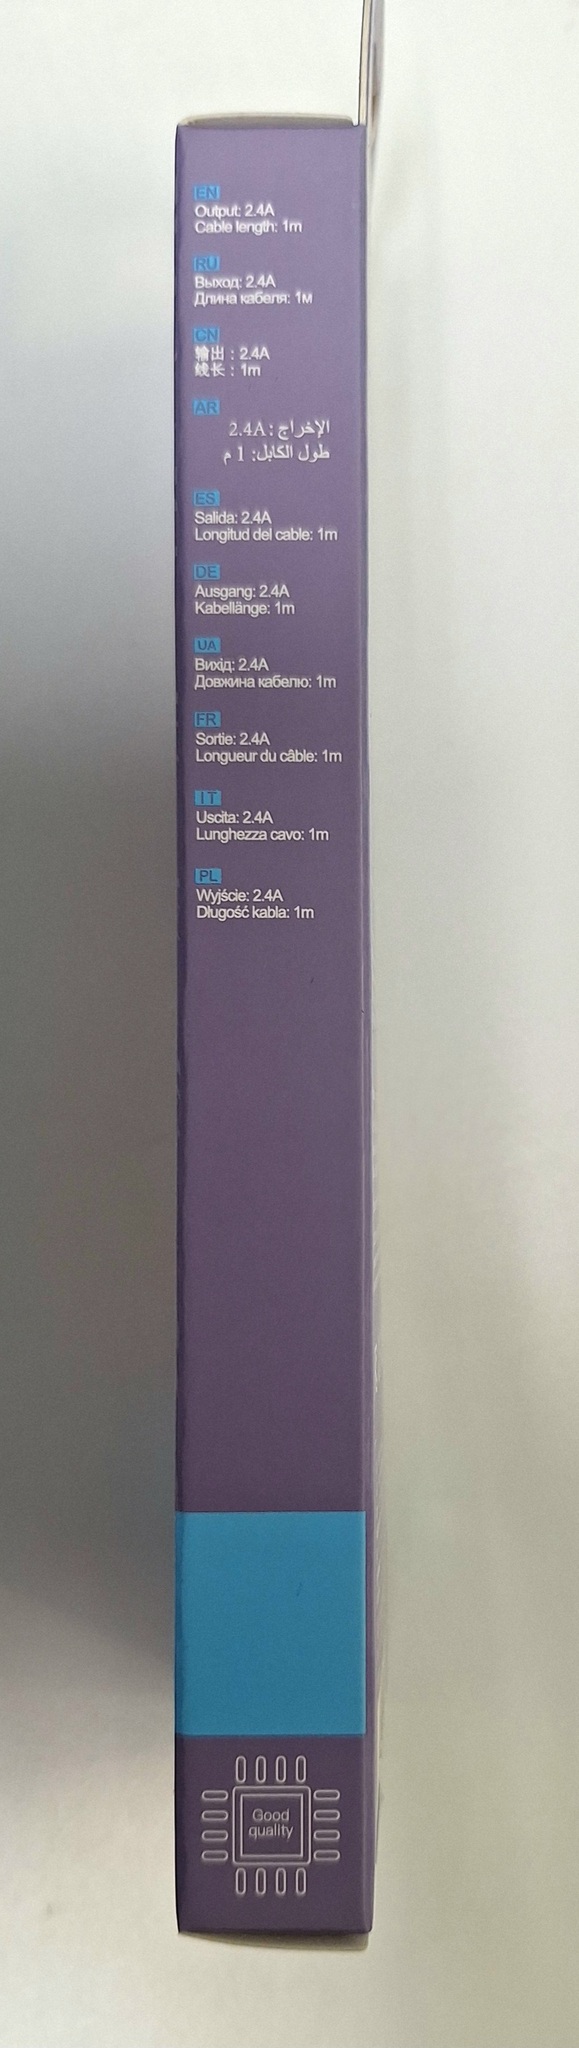 EN
Output: 2.4A
Cable length: 1m
RU
Выход: 2.4A
Длина кабеля: 1м
CN
输出 : 2.4A
线长 : 1m
AR
الإخراج: 2.4A
طول الكابل: 1 م
ES
Salida: 2.4A
Longitud del cable: 1m
DE
Ausgang: 2.4A
Kabellänge: 1m
UA
Вихід: 2.4A
Довжина кабелю: 1m
FR
Sortie: 2.4A
Longueur du câble: 1m
IT
Uscita: 2.4A
Lunghezza cavo: 1m
PL
Wyjście: 2.4A
Długość kabla: 1m
Good
quality